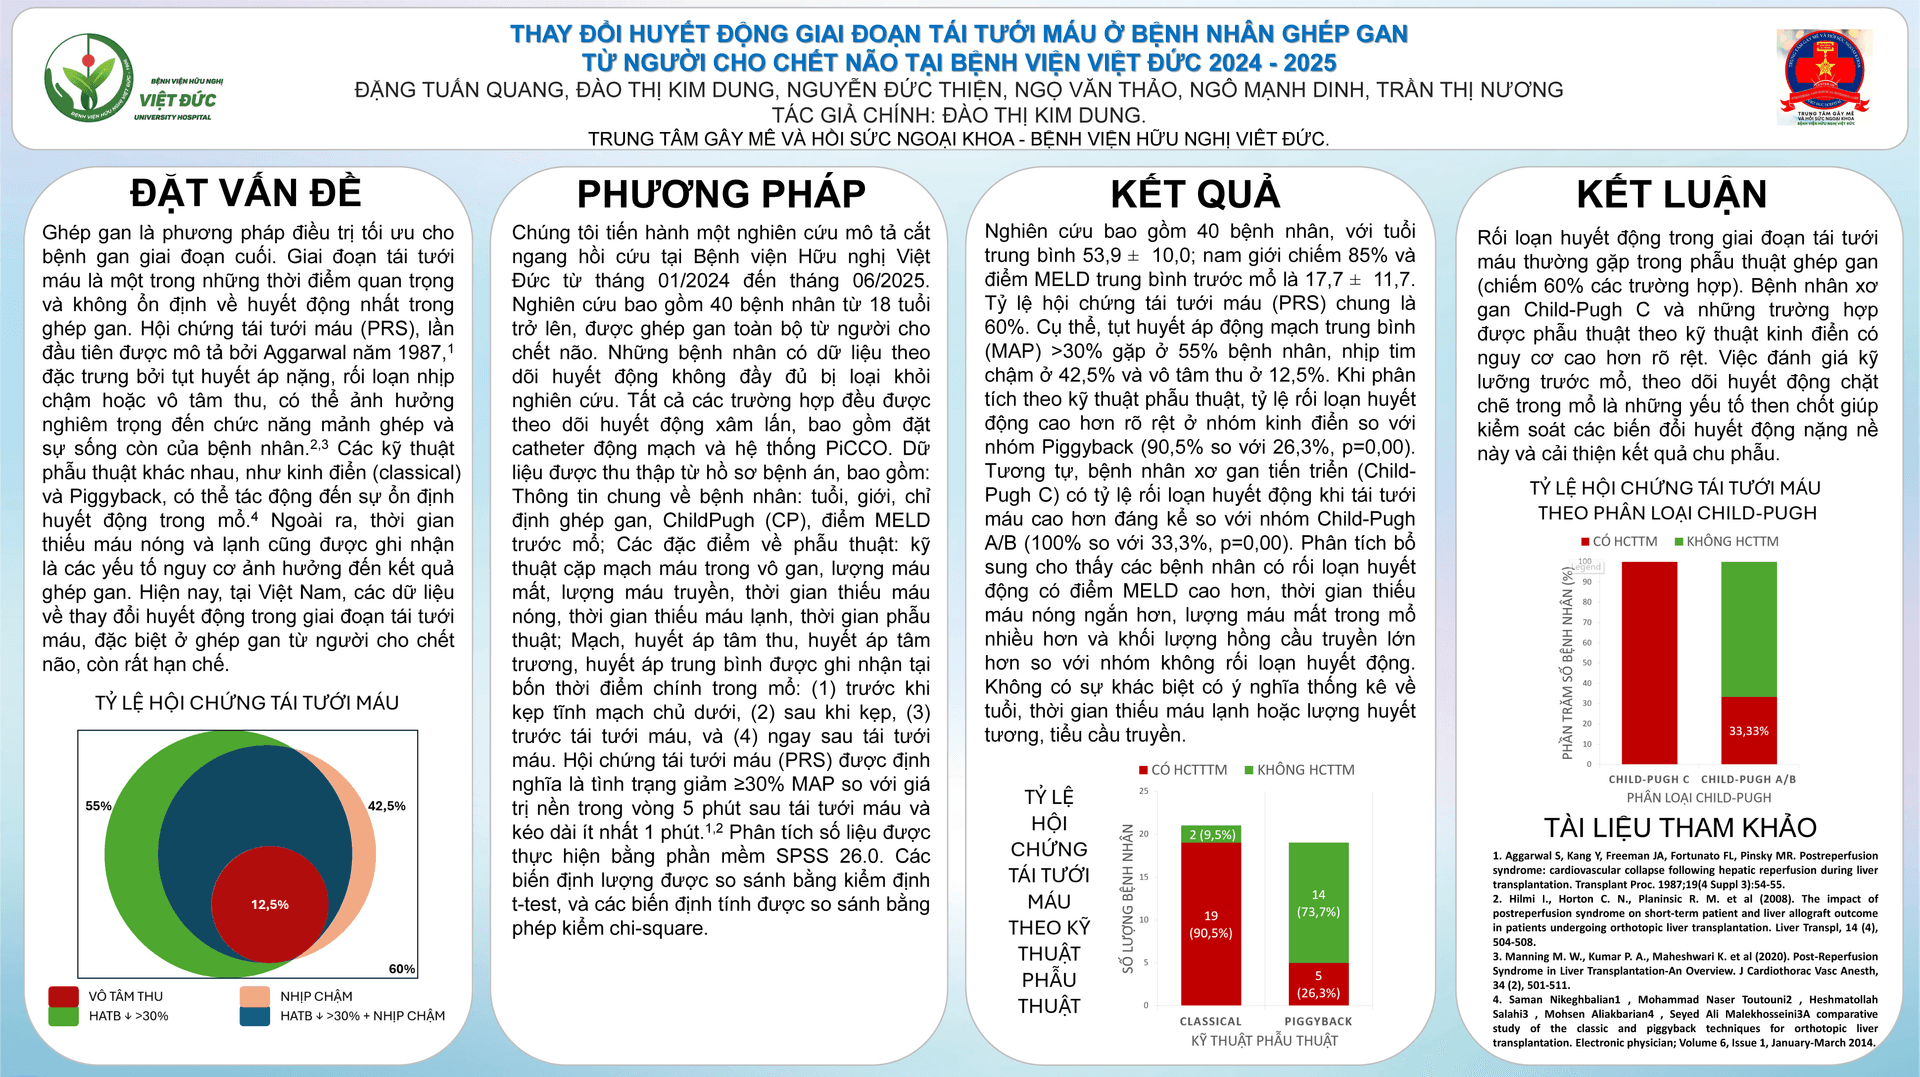 THAY ĐỔI HUYẾT ĐỘNG GIAI ĐOẠN TÁI TƯỚI MÁU Ở BỆNH NHÂN GHÉP GAN
TỪ NGƯỜI CHO CHẾT NÃO TẠI BỆNH VIỆN VIỆT ĐỨC 2024 - 2025
ĐẶNG TUẤN QUANG, ĐÀO THỊ KIM DUNG, NGUYỄN ĐỨC THIỆN, NGỌ VĂN THẢO, NGÔ MẠNH DINH, TRẦN THỊ NƯƠNG
TÁC GIẢ CHÍNH: ĐÀO THỊ KIM DUNG.
TRUNG TÂM GÂY MÊ VÀ HỒI SỨC NGOẠI KHOA - BỆNH VIỆN HỮU NGHỊ VIÊT ĐỨC.
BỆNH VIỆN HỮU NGHỊ
VIỆT ĐỨC
UNIVERSITY HOSPITAL
TRUNG TÂM GÂY MÊ
VÀ HỒI SỨC NGOẠI KHOA
BỆNH VIỆN HỮU NGHỊ VIỆT ĐỨC
ĐẶT VẤN ĐỀ
Ghép gan là phương pháp điều trị tối ưu cho
bệnh gan giai đoạn cuối. Giai đoạn tái tưới
máu là một trong những thời điểm quan trọng
và không ổn định về huyết động nhất trong
ghép gan. Hội chứng tái tưới máu (PRS), lần
đầu tiên được mô tả bởi Aggarwal năm 1987,¹
đặc trưng bởi tụt huyết áp nặng, rối loạn nhịp
chậm hoặc vô tâm thu, có thể ảnh hưởng
nghiêm trọng đến chức năng mảnh ghép và
sự sống còn của bệnh nhân.²,³ Các kỹ thuật
phẫu thuật khác nhau, như kinh điển (classical)
và Piggyback, có thể tác động đến sự ổn định
huyết động trong mổ.⁴ Ngoài ra, thời gian
thiếu máu nóng và lạnh cũng được ghi nhận
là các yếu tố nguy cơ ảnh hưởng đến kết quả
ghép gan. Hiện nay, tại Việt Nam, các dữ liệu
về thay đổi huyết động trong giai đoạn tái tưới
máu, đặc biệt ở ghép gan từ người cho chết
não, còn rất hạn chế.
TỶ LỆ HỘI CHỨNG TÁI TƯỚI MÁU
55%
42,5%
12,5%
60%
VÔ TÂM THU
NHỊP CHẬM
HATB ↓ >30%
HATB ↓ >30% + NHỊP CHẬM
PHƯƠNG PHÁP
Chúng tôi tiến hành một nghiên cứu mô tả cắt
ngang hồi cứu tại Bệnh viện Hữu nghị Việt
Đức từ tháng 01/2024 đến tháng 06/2025.
Nghiên cứu bao gồm 40 bệnh nhân từ 18 tuổi
trở lên, được ghép gan toàn bộ từ người cho
chết não. Những bệnh nhân có dữ liệu theo
dõi huyết động không đầy đủ bị loại khỏi
nghiên cứu. Tất cả các trường hợp đều được
theo dõi huyết động xâm lấn, bao gồm đặt
catheter động mạch và hệ thống PiCCO. Dữ
liệu được thu thập từ hồ sơ bệnh án, bao gồm:
Thông tin chung về bệnh nhân: tuổi, giới, chỉ
định ghép gan, ChildPugh (CP), điểm MELD
trước mổ; Các đặc điểm về phẫu thuật: kỹ
thuật cặp mạch máu trong vô gan, lượng máu
mất, lượng máu truyền, thời gian thiếu máu
nóng, thời gian thiếu máu lạnh, thời gian phẫu
thuật; Mạch, huyết áp tâm thu, huyết áp tâm
trương, huyết áp trung bình được ghi nhận tại
bốn thời điểm chính trong mổ: (1) trước khi
kẹp tĩnh mạch chủ dưới, (2) sau khi kẹp, (3)
trước tái tưới máu, và (4) ngay sau tái tưới
máu. Hội chứng tái tưới máu (PRS) được định
nghĩa là tình trạng giảm ≥30% MAP so với giá
trị nền trong vòng 5 phút sau tái tưới máu và
kéo dài ít nhất 1 phút.¹,² Phân tích số liệu được
thực hiện bằng phần mềm SPSS 26.0. Các
biến định lượng được so sánh bằng kiểm định
t-test, và các biến định tính được so sánh bằng
phép kiểm chi-square.
KẾT QUẢ
Nghiên cứu bao gồm 40 bệnh nhân, với tuổi
trung bình 53,9 ± 10,0; nam giới chiếm 85% và
điểm MELD trung bình trước mổ là 17,7 ± 11,7.
Tỷ lệ hội chứng tái tưới máu (PRS) chung là
60%. Cụ thể, tụt huyết áp động mạch trung bình
(MAP) >30% gặp ở 55% bệnh nhân, nhịp tim
chậm ở 42,5% và vô tâm thu ở 12,5%. Khi phân
tích theo kỹ thuật phẫu thuật, tỷ lệ rối loạn huyết
động cao hơn rõ rệt ở nhóm kinh điển so với
nhóm Piggyback (90,5% so với 26,3%, p=0,00).
Tương tự, bệnh nhân xơ gan tiến triển (Child-
Pugh C) có tỷ lệ rối loạn huyết động khi tái tưới
máu cao hơn đáng kể so với nhóm Child-Pugh
A/B (100% so với 33,3%, p=0,00). Phân tích bổ
sung cho thấy các bệnh nhân có rối loạn huyết
động có điểm MELD cao hơn, thời gian thiếu
máu nóng ngắn hơn, lượng máu mất trong mổ
nhiều hơn và khối lượng hồng cầu truyền lớn
hơn so với nhóm không rối loạn huyết động.
Không có sự khác biệt có ý nghĩa thống kê về
tuổi, thời gian thiếu máu lạnh hoặc lượng huyết
tương, tiểu cầu truyền.
TỶ LỆ
HỘI
CHỨNG
TÁI TƯỚI
MÁU
THEO KỸ
THUẬT
PHẪU
THUẬT
CÓ HCTTTM
KHÔNG HCTTM
SỐ LƯỢNG BỆNH NHÂN
25
20
15
10
5
0
2 (9,5%)
19
(90,5%)
14
(73,7%)
5
(26,3%)
CLASSICAL
PIGGYBACK
KỸ THUẬT PHẪU THUẬT
KẾT LUẬN
Rối loạn huyết động trong giai đoạn tái tưới
máu thường gặp trong phẫu thuật ghép gan
(chiếm 60% các trường hợp). Bệnh nhân xơ
gan Child-Pugh C và những trường hợp
được phẫu thuật theo kỹ thuật kinh điển có
nguy cơ cao hơn rõ rệt. Việc đánh giá kỹ
lưỡng trước mổ, theo dõi huyết động chặt
chẽ trong mổ là những yếu tố then chốt giúp
kiểm soát các biến đổi huyết động nặng nề
này và cải thiện kết quả chu phẫu.
TỶ LỆ HỘI CHỨNG TÁI TƯỚI MÁU
THEO PHÂN LOẠI CHILD-PUGH
CÓ HCTTM
KHÔNG HCTTM
PHẦN TRĂM SỐ BỆNH NHÂN (%)
Legend
100
90
80
70
60
50
40
30
20
10
0
33,33%
CHILD-PUGH C
CHILD-PUGH A/B
PHÂN LOẠI CHILD-PUGH
TÀI LIỆU THAM KHẢO
1. Aggarwal S, Kang Y, Freeman JA, Fortunato FL, Pinsky MR. Postreperfusion
syndrome: cardiovascular collapse following hepatic reperfusion during liver
transplantation. Transplant Proc. 1987;19(4 Suppl 3):54-55.
2. Hilmi I., Horton C. N., Planinsic R. M. et al (2008). The impact of
postreperfusion syndrome on short-term patient and liver allograft outcome
in patients undergoing orthotopic liver transplantation. Liver Transpl, 14 (4),
504-508.
3. Manning M. W., Kumar P. A., Maheshwari K. et al (2020). Post-Reperfusion
Syndrome in Liver Transplantation-An Overview. J Cardiothorac Vasc Anesth,
34 (2), 501-511.
4. Saman Nikeghbalian1 , Mohammad Naser Toutouni2 , Heshmatollah
Salahi3 , Mohsen Aliakbarian4 , Seyed Ali Malekhosseini3A comparative
study of the classic and piggyback techniques for orthotopic liver
transplantation. Electronic physician; Volume 6, Issue 1, January-March 2014.